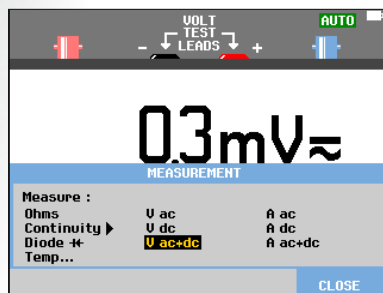 VOLT
TEST
LEADS
- +
AUTO
0.3mV≂
MEASUREMENT
Measure :
Ohms V ac A ac
Continuity V dc A dc
Diode V ac+dc A ac+dc
Temp...
CLOSE